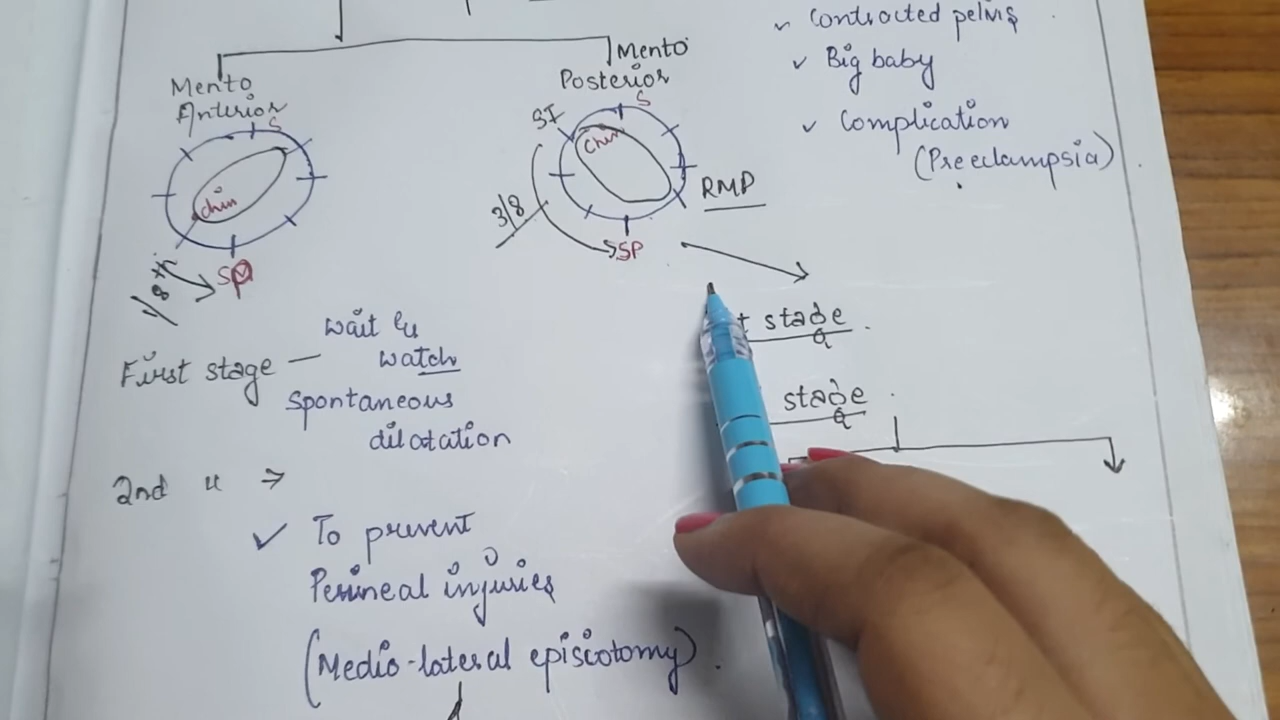 Contracted pelvis
Big baby
Complication
(Preeclampsia)
Mento
Anterior
S
chin
1/8th
SP
Mento
Posterior
S
SI
chin
3/8
SP
RMP
First stage — wait &
watch
spontaneous
dilatation
2nd " →
To prevent
Perineal injuries
(Medio-lateral episiotomy).
stage.
stage